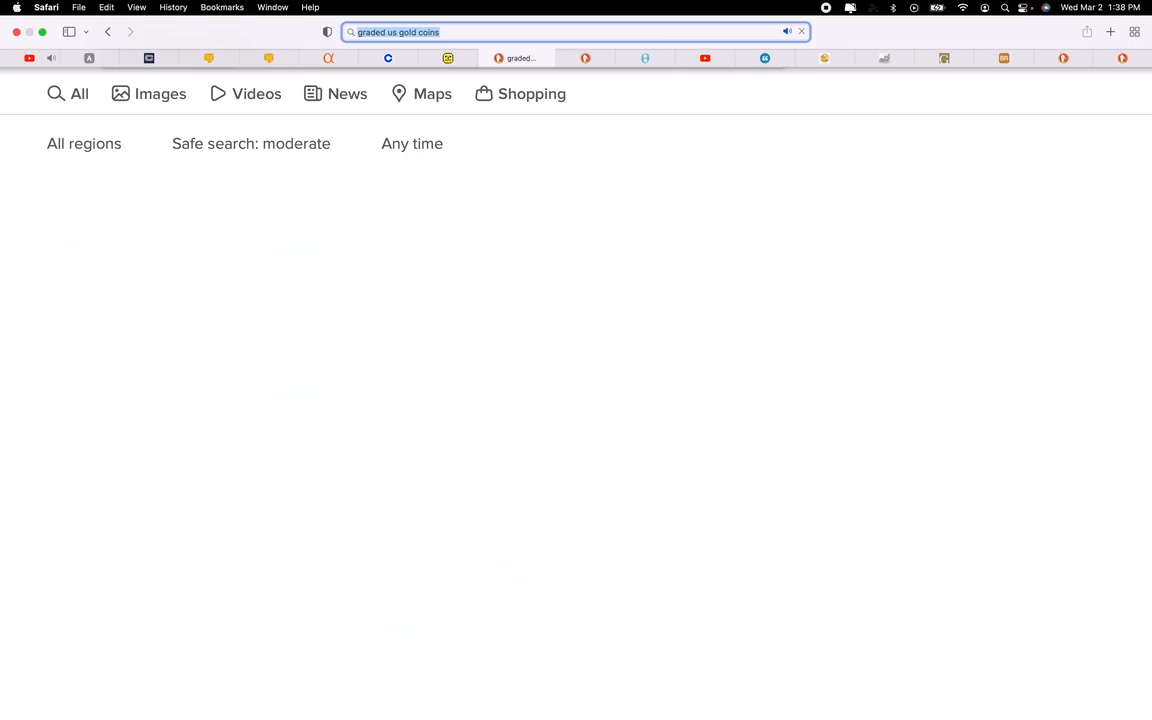 Safari File Edit View History Bookmarks Window Help Wed Mar 2 1:38 PM
graded us gold coins
A graded...
All Images Videos News Maps Shopping
All regions Safe search: moderate Any time